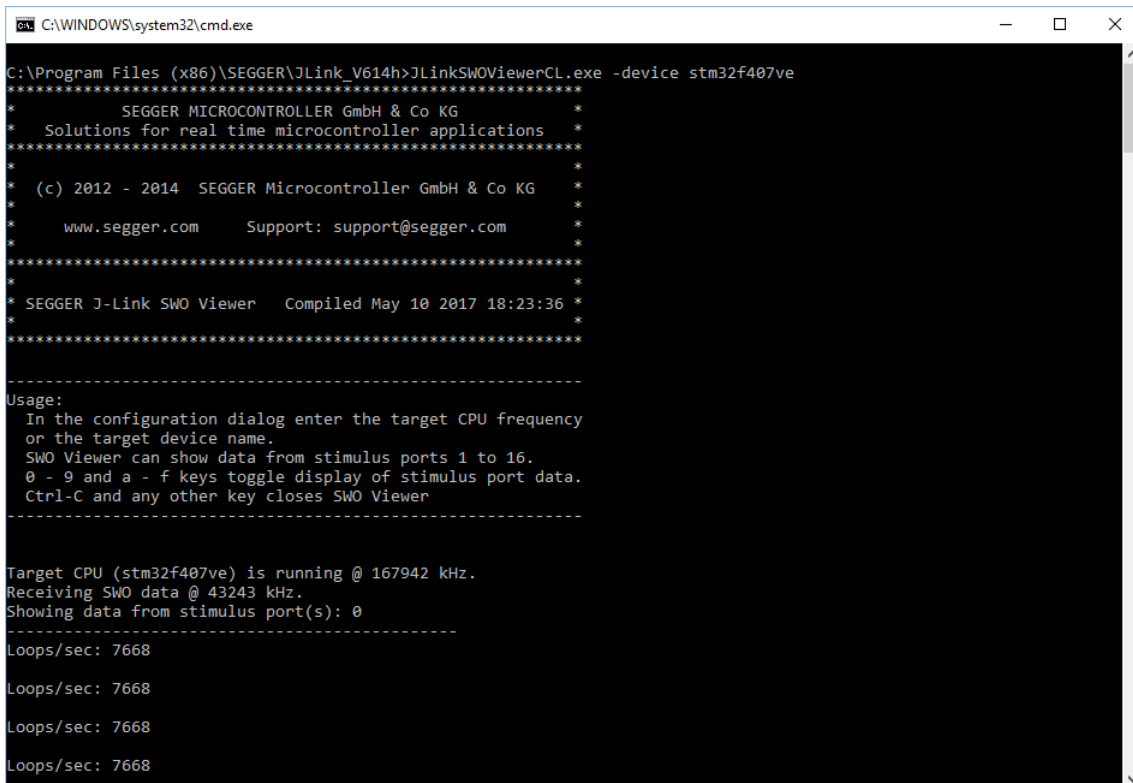 C:\WINDOWS\system32\cmd.exe
C:\Program Files (x86)\SEGGER\JLink_V614h>JLinkSWOViewerCL.exe -device stm32f407ve
************************************************************
*           SEGGER MICROCONTROLLER GmbH & Co KG            *
*   Solutions for real time microcontroller applications   *
************************************************************
*                                                          *
*  (c) 2012 - 2014  SEGGER Microcontroller GmbH & Co KG    *
*                                                          *
*     www.segger.com     Support: support@segger.com       *
*                                                          *
************************************************************
*                                                          *
* SEGGER J-Link SWO Viewer   Compiled May 10 2017 18:23:36 *
*                                                          *
************************************************************
------------------------------------------------------------
Usage:
  In the configuration dialog enter the target CPU frequency
  or the target device name.
  SWO Viewer can show data from stimulus ports 1 to 16.
  0 - 9 and a - f keys toggle display of stimulus port data.
  Ctrl-C and any other key closes SWO Viewer
------------------------------------------------------------
Target CPU (stm32f407ve) is running @ 167942 kHz.
Receiving SWO data @ 43243 kHz.
Showing data from stimulus port(s): 0
-----------------------------------------------
Loops/sec: 7668
Loops/sec: 7668
Loops/sec: 7668
Loops/sec: 7668